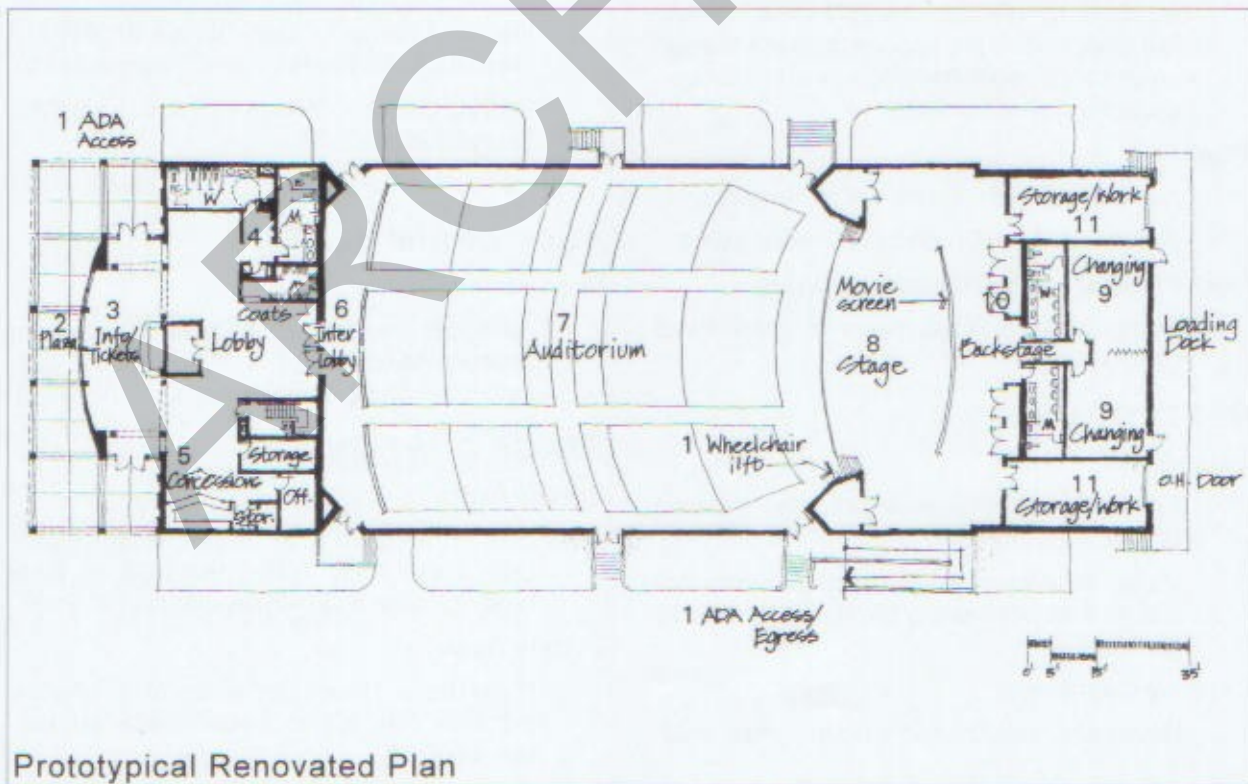 1 ADA
Access
M
4
W
Coats
2
Plaza
3
Info/
Tickets
Lobby
6
Inter
Lobby
5
Concessions
Storage
Off.
Stor.
7
Auditorium
Movie
screen
8
Stage
1 Wheelchair
lift
10
Backstage
M
W
Storage/Work
11
Changing
9
9
Changing
11
Storage/Work
Loading
Dock
O.H. Door
1 ADA Access/
Egress
0' 5' 15' 35'
Prototypical Renovated Plan
ARCH